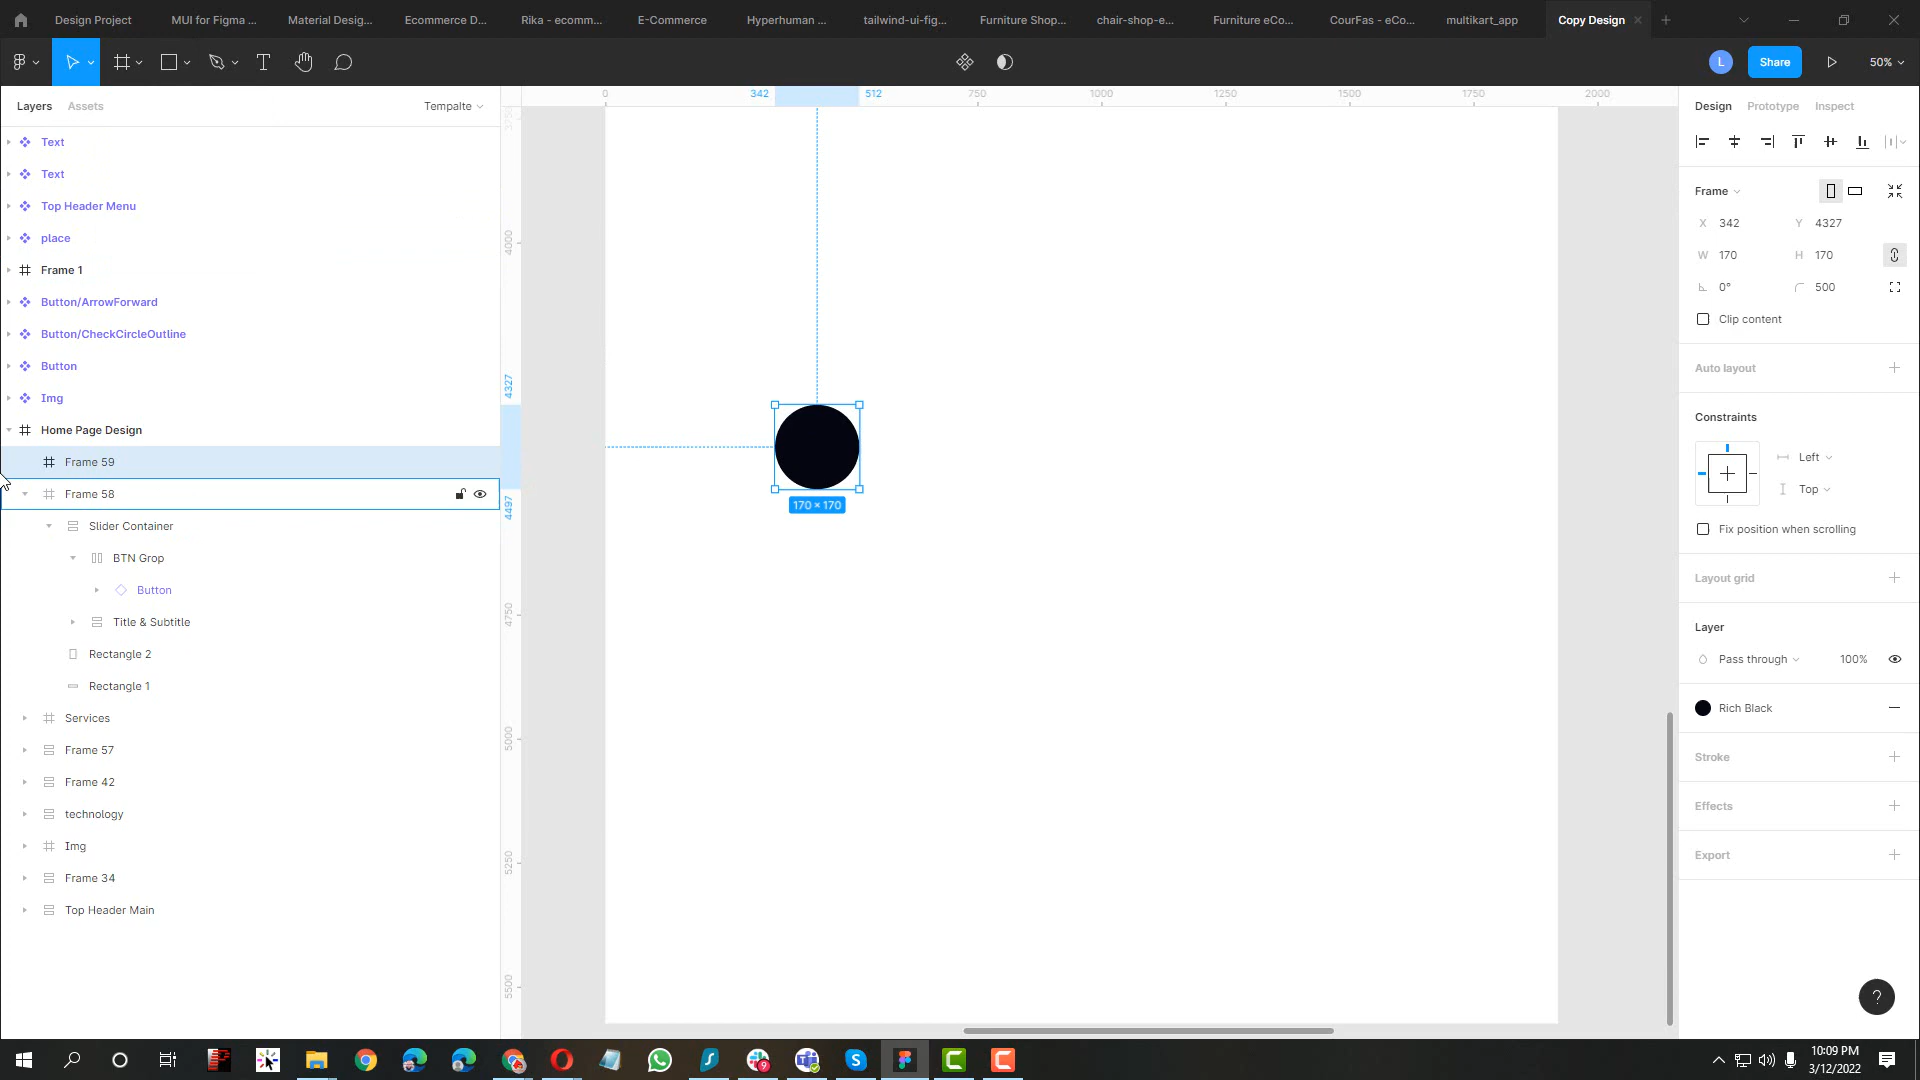 Design Project
MUI for Figma ...
Material Desig...
Ecommerce D...
Rika - ecomm...
E-Commerce
Hyperhuman ...
tailwind-ui-fig...
Furniture Shop...
chair-shop-e...
Furniture eCo...
CourFas - eCo...
multikart_app
Copy Design
L
Share
50%
Layers
Assets
Tempalte
Text
Text
Top Header Menu
place
Frame 1
Button/ArrowForward
Button/CheckCircleOutline
Button
Img
Home Page Design
Frame 59
Frame 58
Slider Container
BTN Grop
Button
Title & Subtitle
Rectangle 2
Rectangle 1
Services
Frame 57
Frame 42
technology
Img
Frame 34
Top Header Main
0
342
512
750
1000
1250
1500
1750
2000
3750
4000
4327
4497
4750
5000
5250
5500
170 × 170
Design
Prototype
Inspect
Frame
X 342
Y 4327
W 170
H 170
0°
500
Clip content
Auto layout
Constraints
Left
Top
Fix position when scrolling
Layout grid
Layer
Pass through
100%
Rich Black
Stroke
Effects
Export
?
9
10:09 PM
3/12/2022